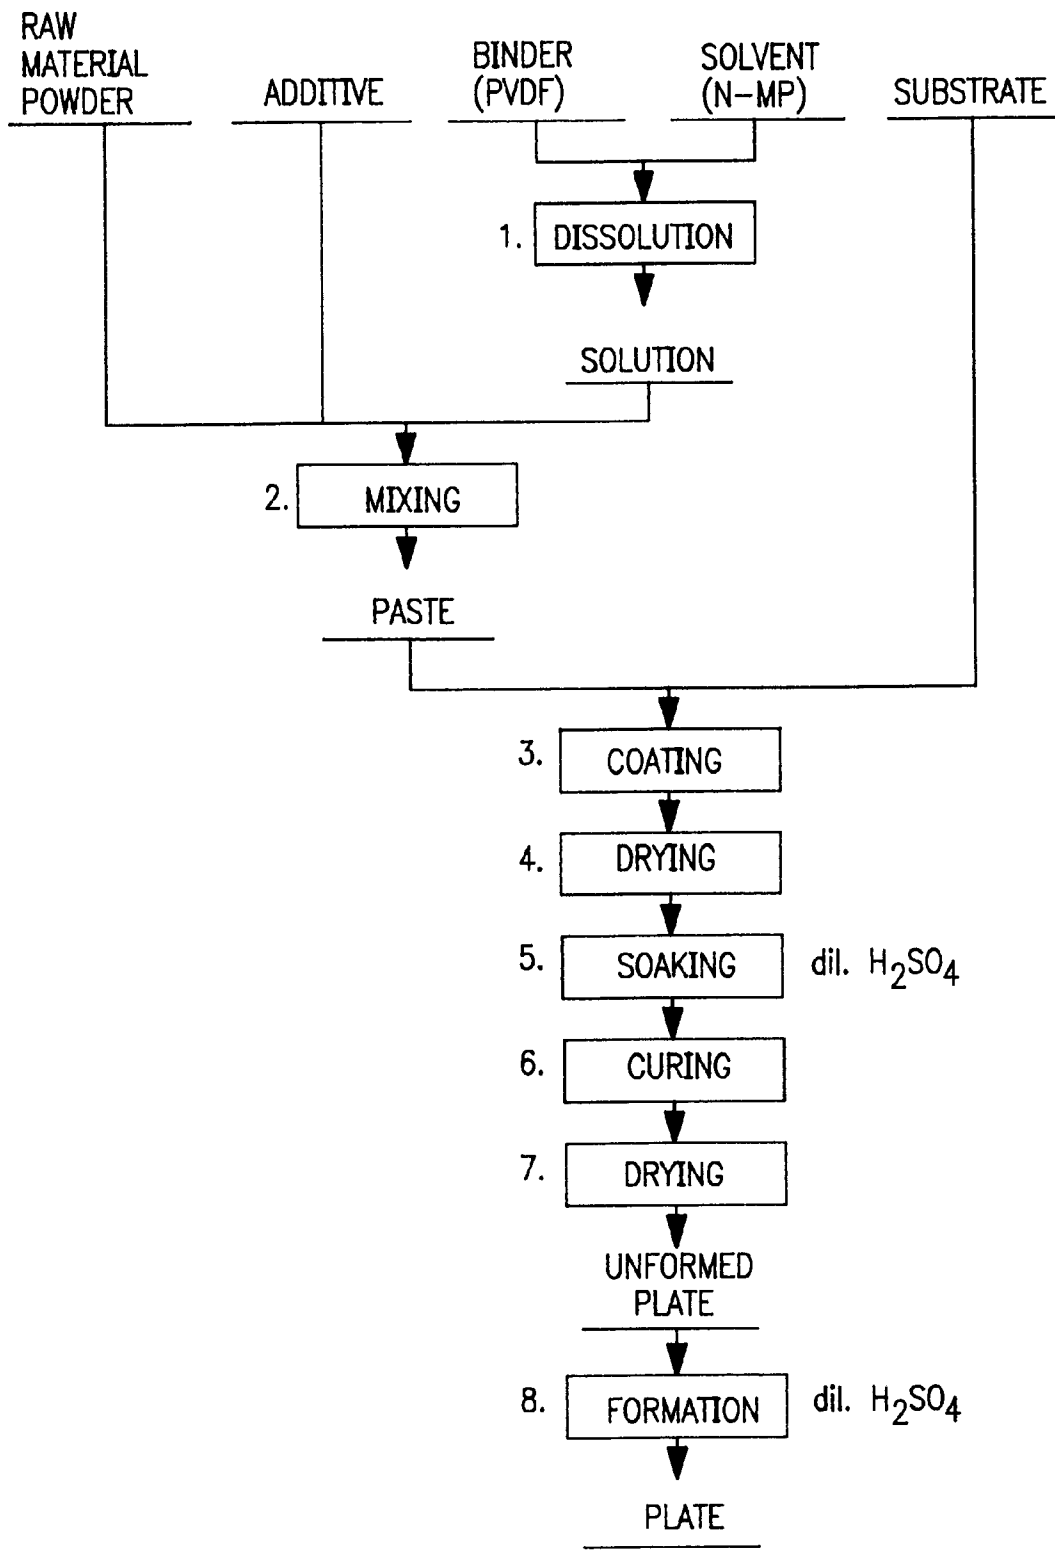 RAW
MATERIAL
POWDER
ADDITIVE
BINDER
(PVDF)
SOLVENT
(N-MP)
SUBSTRATE
1. DISSOLUTION
SOLUTION
2. MIXING
PASTE
3. COATING
4. DRYING
5. SOAKING dil. H₂SO₄
6. CURING
7. DRYING
UNFORMED
PLATE
8. FORMATION dil. H₂SO₄
PLATE